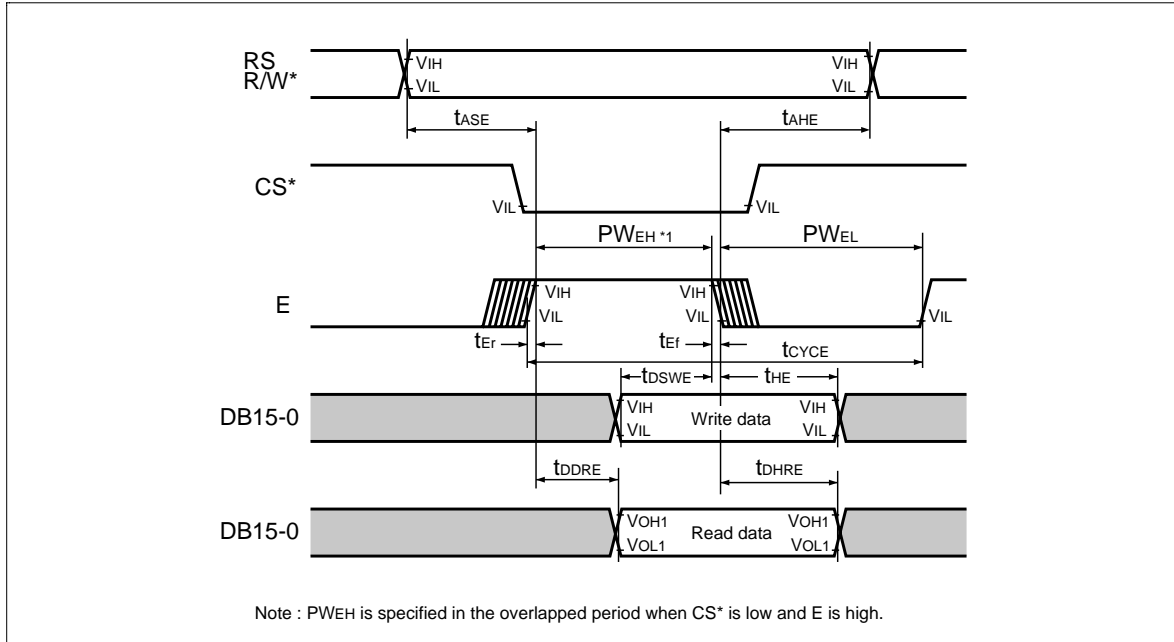 RS
R/W*
VIH
VIH
VIL
VIL
tASE
tAHE
CS*
VIL
VIL
PWEH *1
PWEL
E
VIH
VIH
VIL
VIL
VIL
tEr
tEf
tCYCE
tDSWE
tHE
DB15-0
VIH
Write data
VIH
VIL
VIL
tDDRE
tDHRE
DB15-0
VOH1
Read data
VOH1
VOL1
VOL1
Note : PWEH is specified in the overlapped period when CS* is low and E is high.